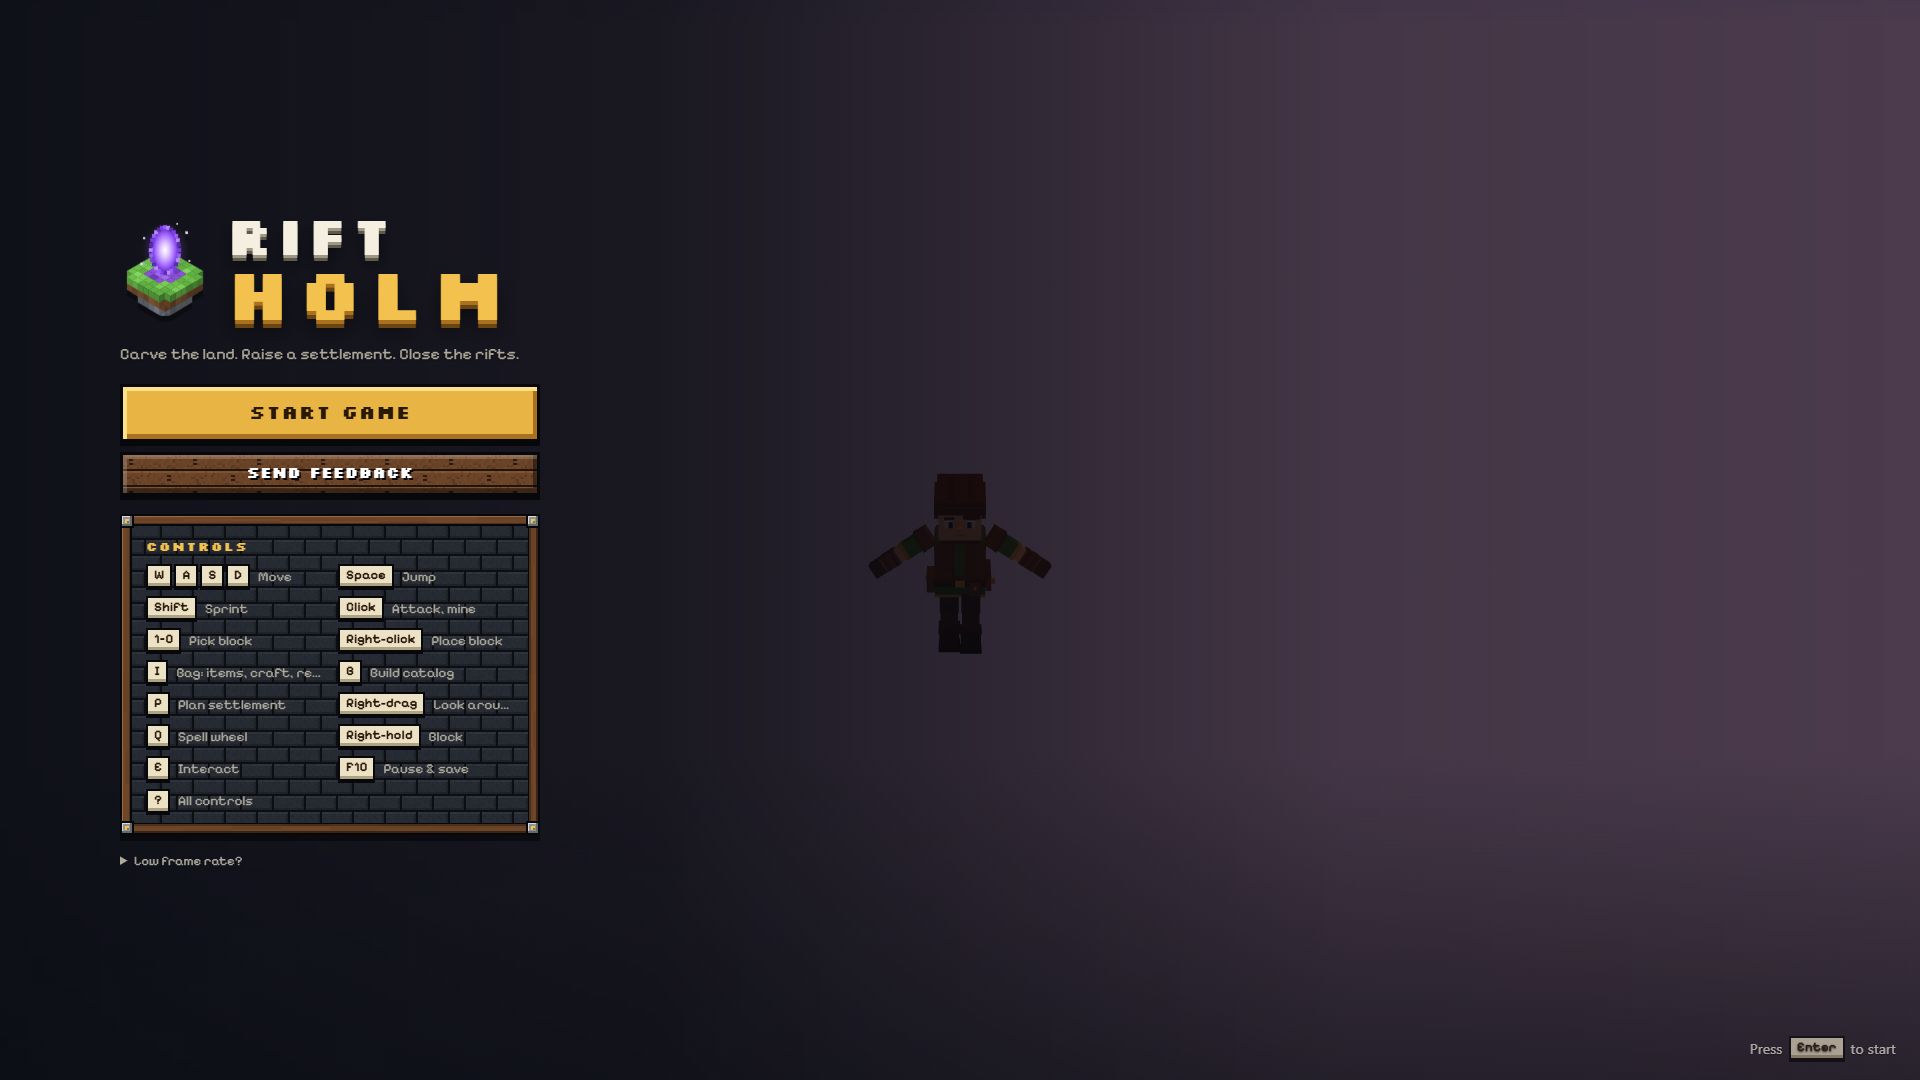 RIFT
HOLM
Carve the land. Raise a settlement. Close the rifts.
START GAME
SEND FEEDBACK
CONTROLS
W A S D Move Space Jump
Shift Sprint Click Attack, mine
1-0 Pick block Right-click Place block
I Bag: items, craft, re... B Build catalog
P Plan settlement Right-drag Look arou...
Q Spell wheel Right-hold Block
E Interact F10 Pause & save
? All controls
Low frame rate?
Press Enter to start